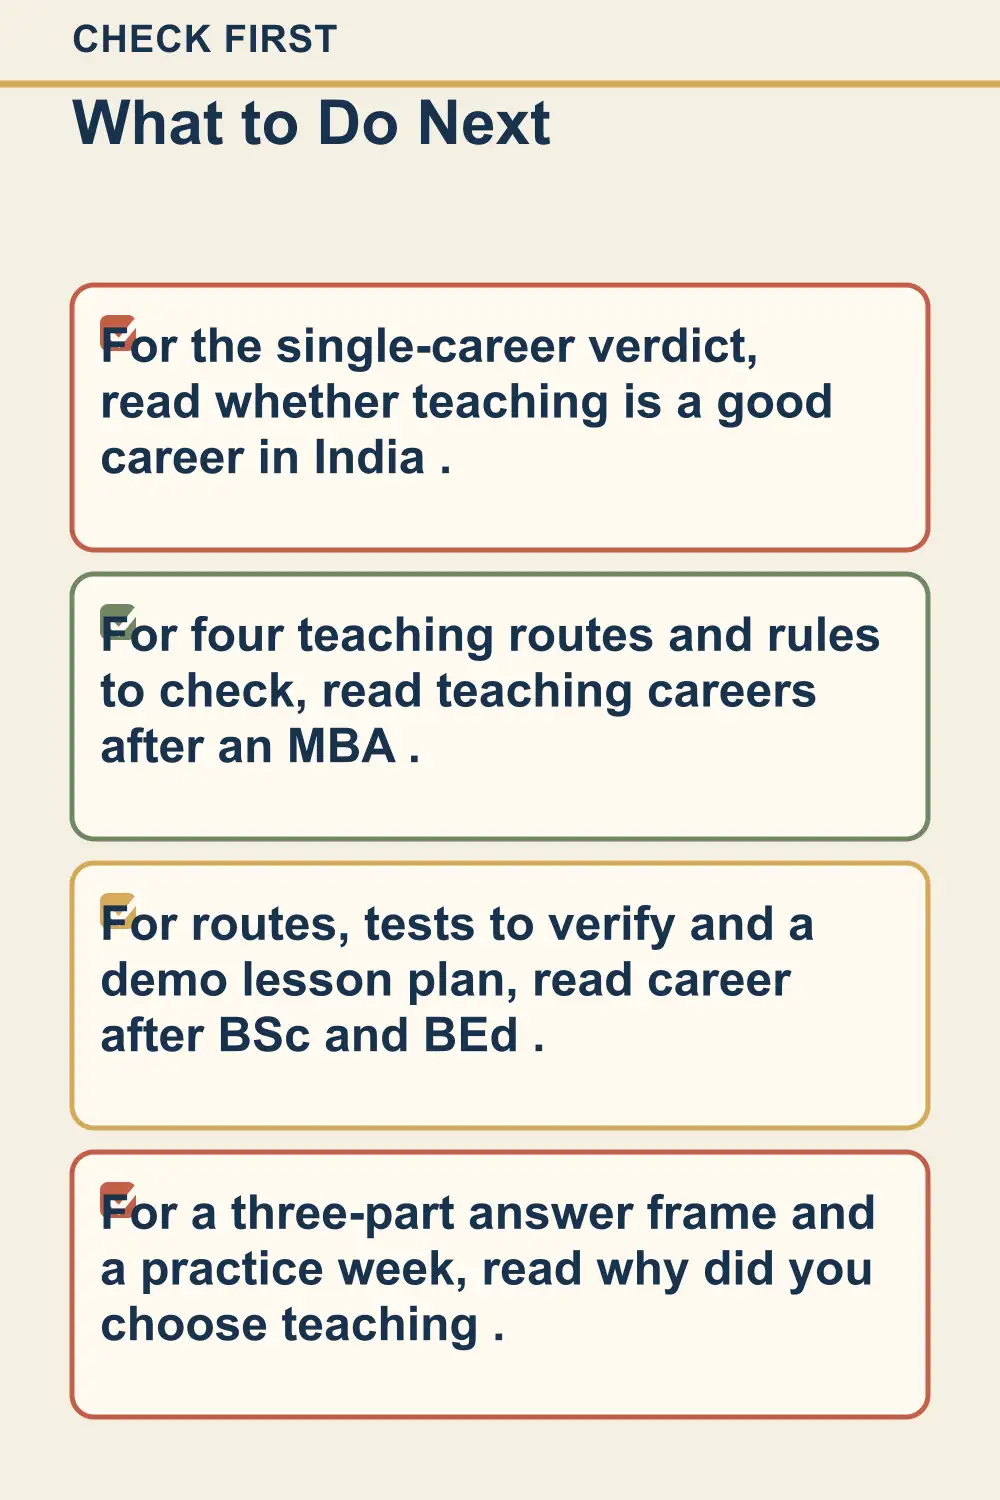 CHECK FIRST
What to Do Next
For the single-career verdict,
read whether teaching is a good
career in India .
For four teaching routes and rules
to check, read teaching careers
after an MBA .
For routes, tests to verify and a
demo lesson plan, read career
after BSc and BEd .
For a three-part answer frame and
a practice week, read why did you
choose teaching .